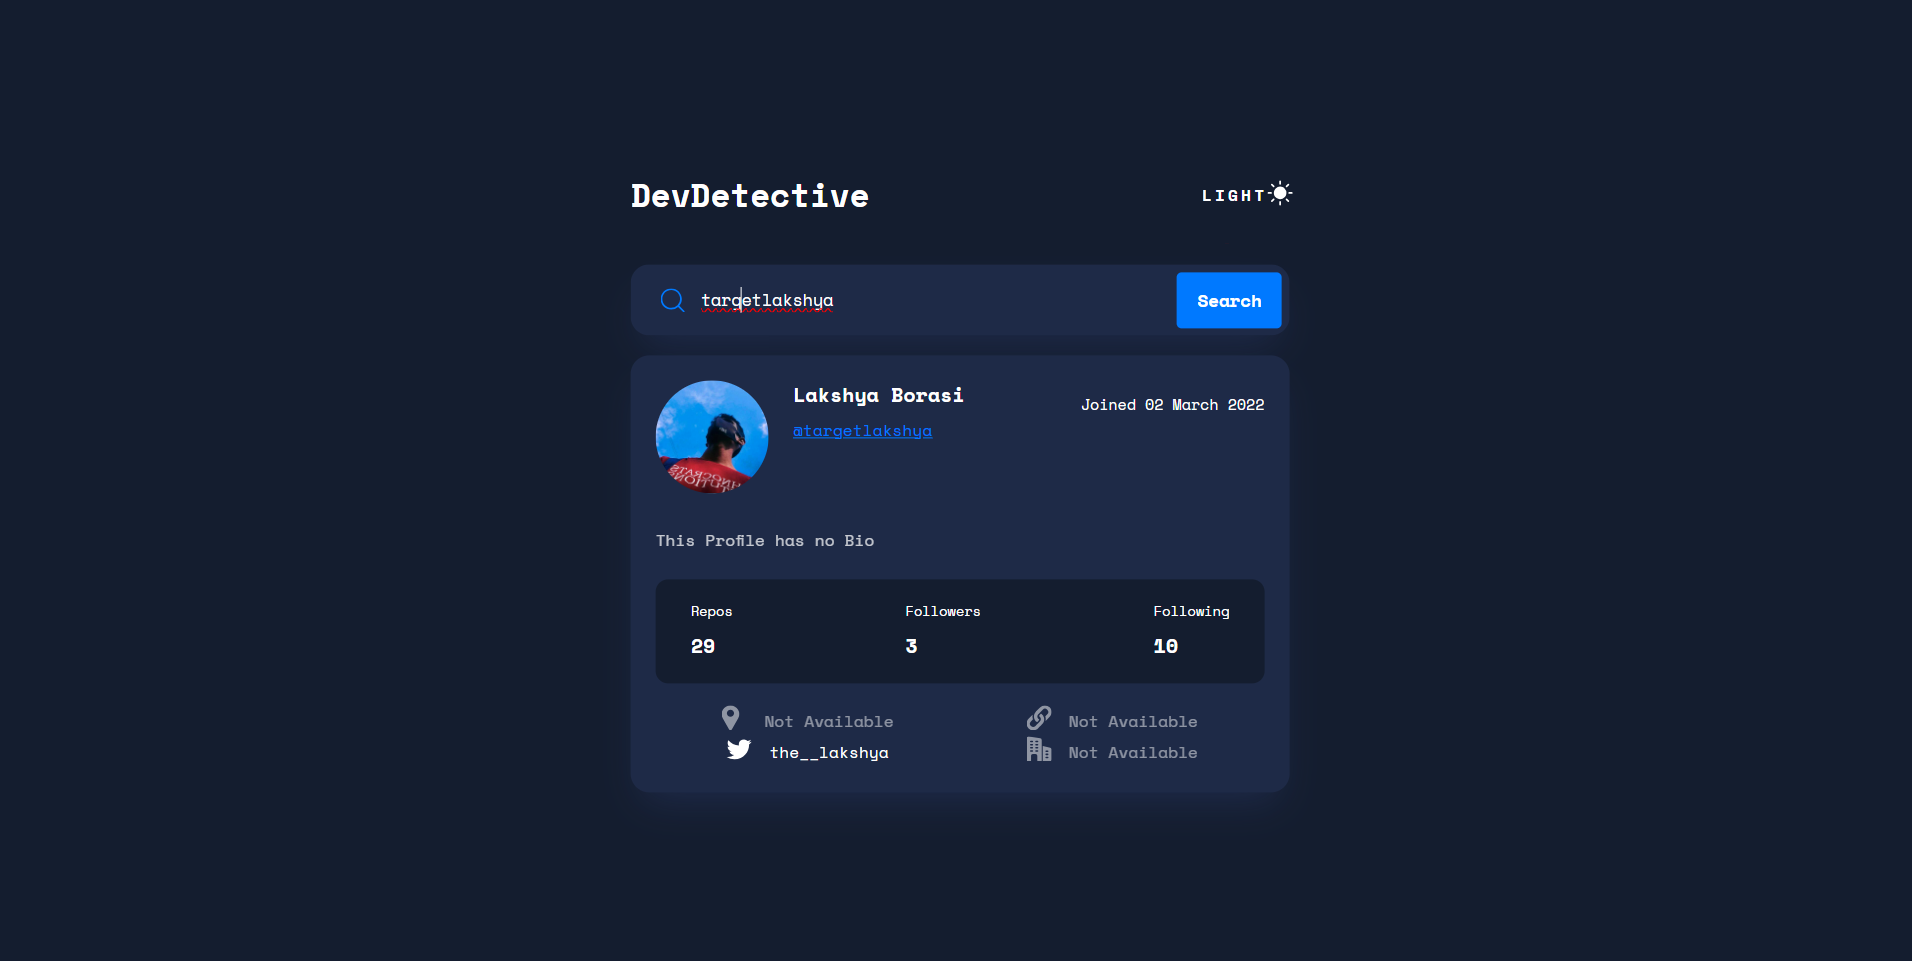 DevDetective
LIGHT
targetlakshya
Search
Lakshya Borasi
Joined 02 March 2022
@targetlakshya
This Profile has no Bio
Repos Followers Following
29 3 10
Not Available Not Available
the__lakshya Not Available